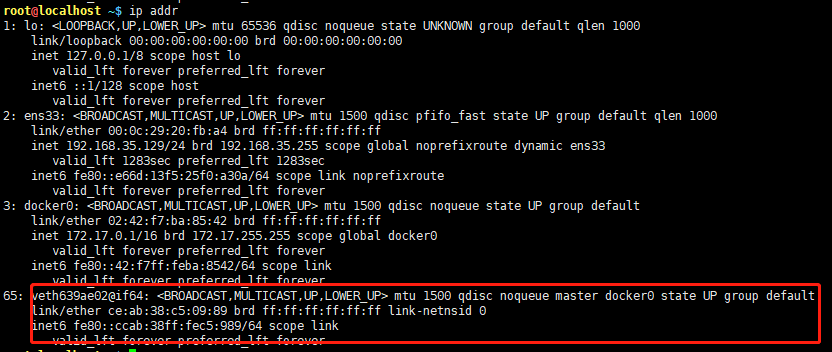 root@localhost ~$ ip addr
1: lo: <LOOPBACK,UP,LOWER_UP> mtu 65536 qdisc noqueue state UNKNOWN group default qlen 1000
link/loopback 00:00:00:00:00:00 brd 00:00:00:00:00:00
inet 127.0.0.1/8 scope host lo
valid_lft forever preferred_lft forever
inet6 ::1/128 scope host
valid_lft forever preferred_lft forever
2: ens33: <BROADCAST,MULTICAST,UP,LOWER_UP> mtu 1500 qdisc pfifo_fast state UP group default qlen 1000
link/ether 00:0c:29:20:fb:a4 brd ff:ff:ff:ff:ff:ff
inet 192.168.35.129/24 brd 192.168.35.255 scope global noprefixroute dynamic ens33
valid_lft 1283sec preferred_lft 1283sec
inet6 fe80::e66d:13f5:25f0:a30a/64 scope link noprefixroute
valid_lft forever preferred_lft forever
3: docker0: <BROADCAST,MULTICAST,UP,LOWER_UP> mtu 1500 qdisc noqueue state UP group default
link/ether 02:42:f7:ba:85:42 brd ff:ff:ff:ff:ff:ff
inet 172.17.0.1/16 brd 172.17.255.255 scope global docker0
valid_lft forever preferred_lft forever
inet6 fe80::42:f7ff:feba:8542/64 scope link
valid_lft forever preferred_lft forever
65: veth639ae02@if64: <BROADCAST,MULTICAST,UP,LOWER_UP> mtu 1500 qdisc noqueue master docker0 state UP group default
link/ether ce:ab:38:c5:09:89 brd ff:ff:ff:ff:ff:ff link-netnsid 0
inet6 fe80::ccab:38ff:fec5:989/64 scope link
valid_lft forever preferred_lft forever